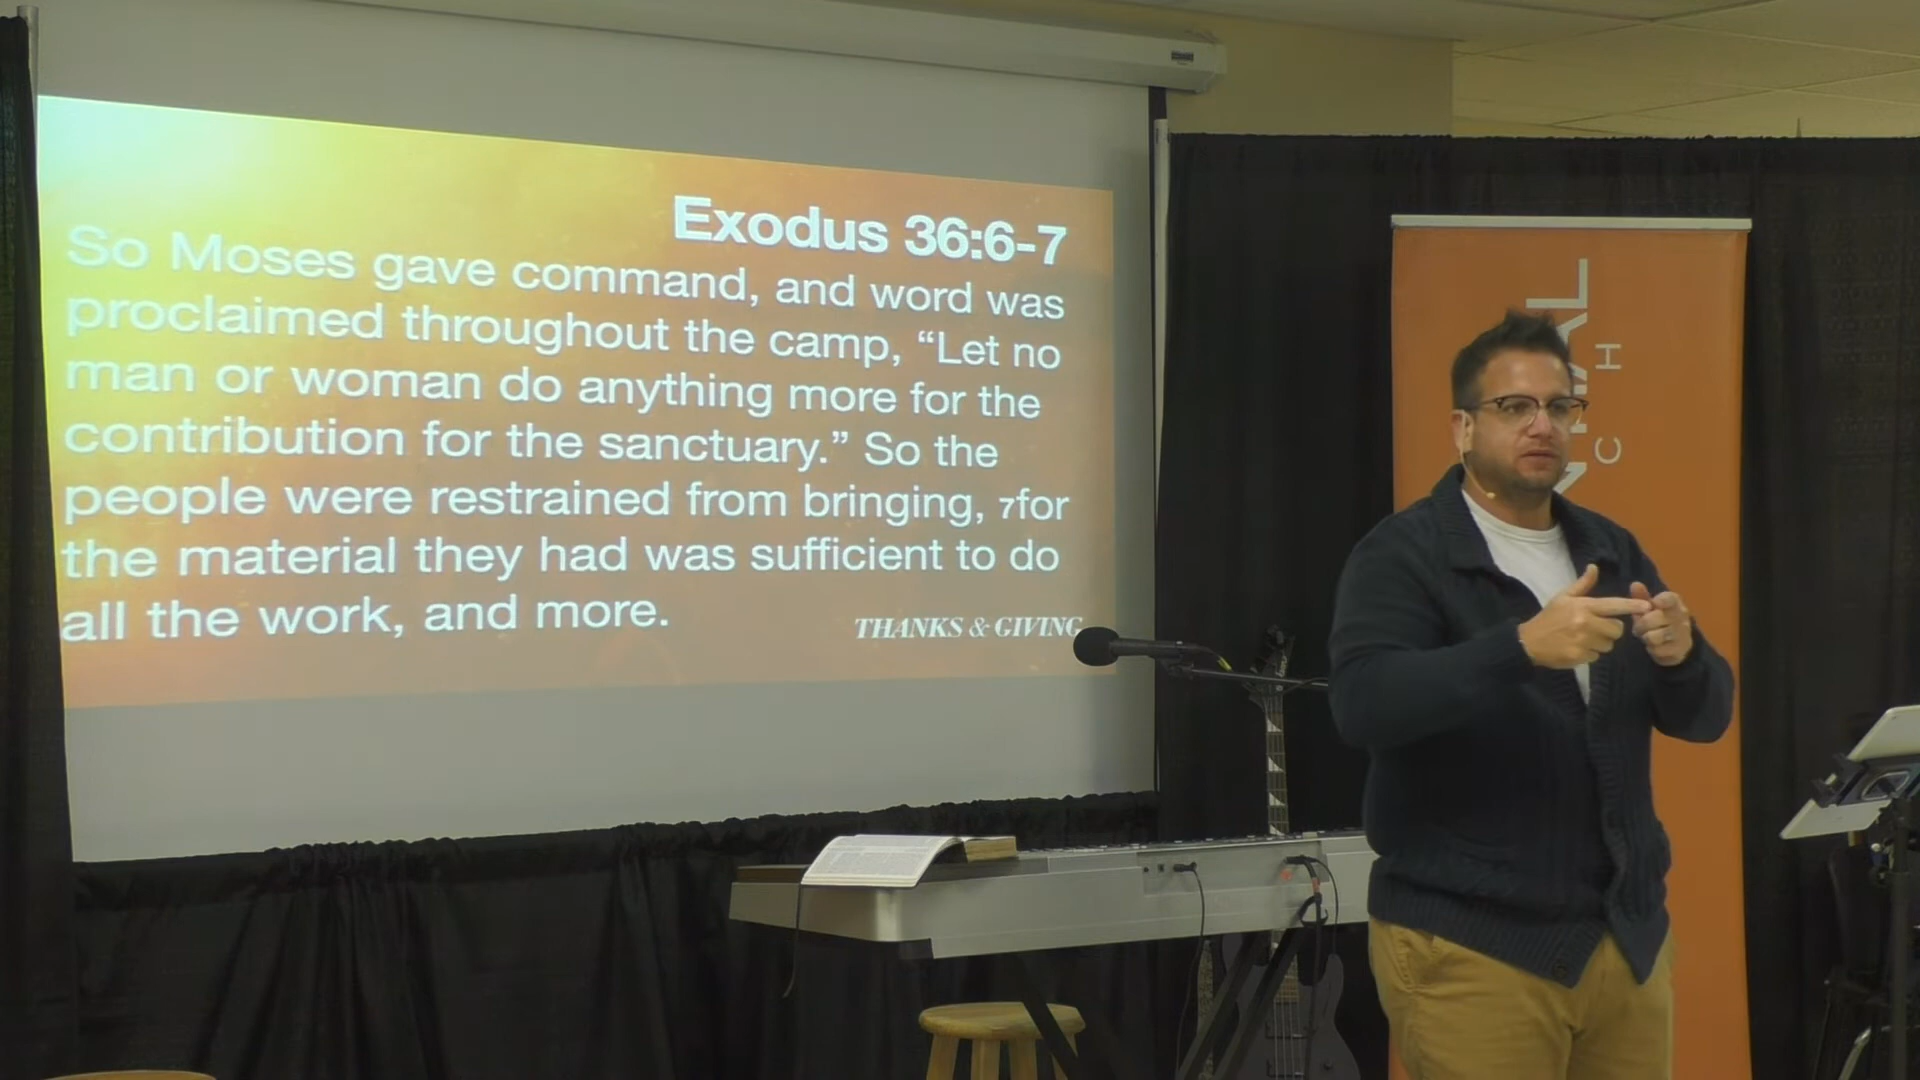 Exodus 36:6-7
So Moses gave command, and word was
proclaimed throughout the camp, “Let no
man or woman do anything more for the
contribution for the sanctuary.” So the
people were restrained from bringing, 7for
the material they had was sufficient to do
all the work, and more.
THANKS & GIVING